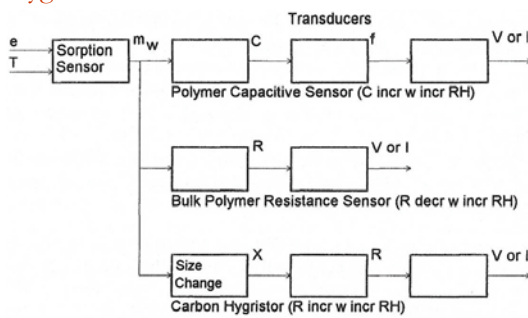 Transducers
e
T
Sorption
Sensor
mw
C
f
V or I
Polymer Capacitive Sensor (C incr w incr RH)
R
V or I
Bulk Polymer Resistance Sensor (R decr w incr RH)
Size
Change
X
R
V or I
Carbon Hygristor (R incr w incr RH)